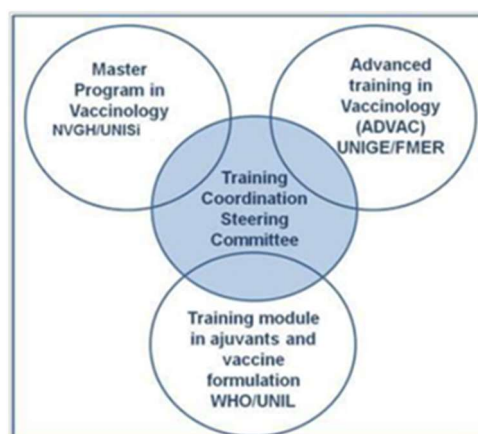 Master
Program in
Vaccinology
NVGH/UNISi
Advanced
training in
Vaccinology
(ADVAC)
UNIGE/FMER
Training
Coordination
Steering
Committee
Training module
in ajuvants and
vaccine
formulation
WHO/UNIL